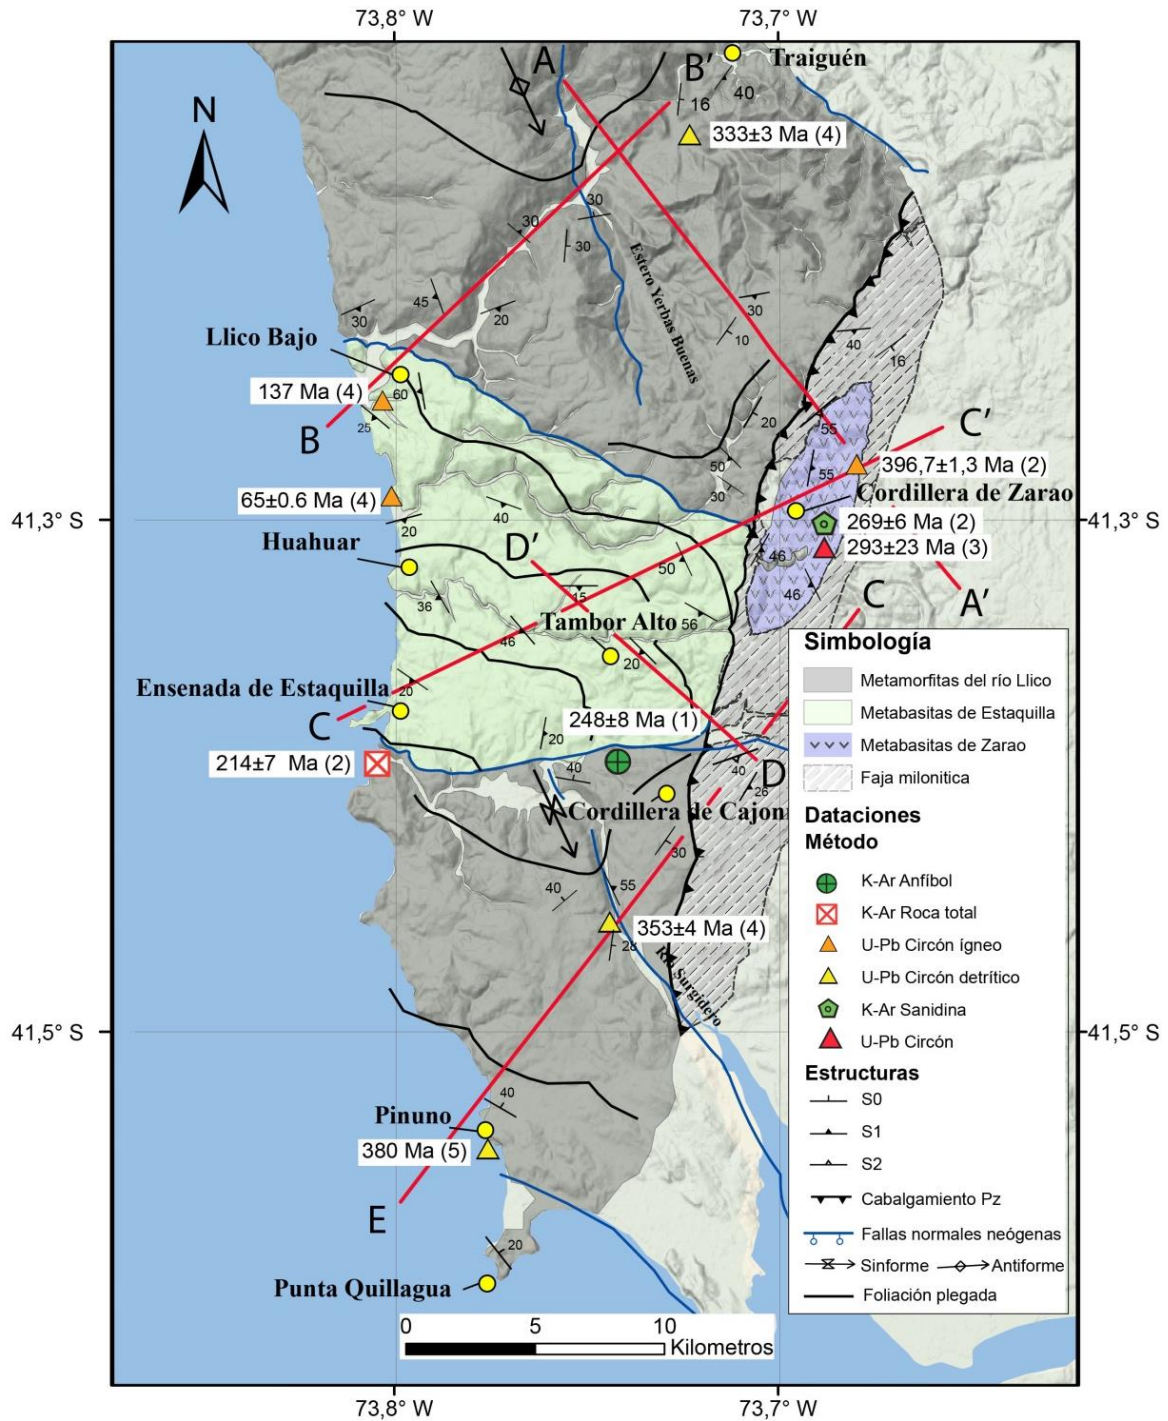 73,8° W
73,7° W
A
B'
Traiguén
40
16
N
333±3 Ma (4)
30
30
30
Estero Yerbas Buenas
45
30
20
30
10
40
16
Llico Bajo
60
137 Ma (4)
25
B
20
55
C'
50
30
55
396,7±1,3 Ma (2)
65±0.6 Ma (4)
40
Cordillera de Zarao
41,3° S
20
41,3° S
269±6 Ma (2)
Huahuar
D'
50
46
293±23 Ma (3)
36
15
46
C
A'
46
Tambor Alto
56
20
Ensenada de Estaquilla
20
C
248±8 Ma (1)
20
214±7 Ma (2)
40
40
D
26
Cordillera de Cajon
30
40
55
353±4 Ma (4)
28
Río Surgidero
41,5° S
41,5° S
40
Pinuno
380 Ma (5)
E
20
Punta Quillagua
0
5
10
Kilometros
73,8° W
73,7° W
Simbología
Metamorfitas del río Llico
Metabasitas de Estaquilla
Metabasitas de Zarao
Faja milonitica
Dataciones
Método
K-Ar Anfíbol
K-Ar Roca total
U-Pb Circón ígneo
U-Pb Circón detrítico
K-Ar Sanidina
U-Pb Circón
Estructuras
S0
S1
S2
Cabalgamiento Pz
Fallas normales neógenas
Sinforme
Antiforme
Foliación plegada